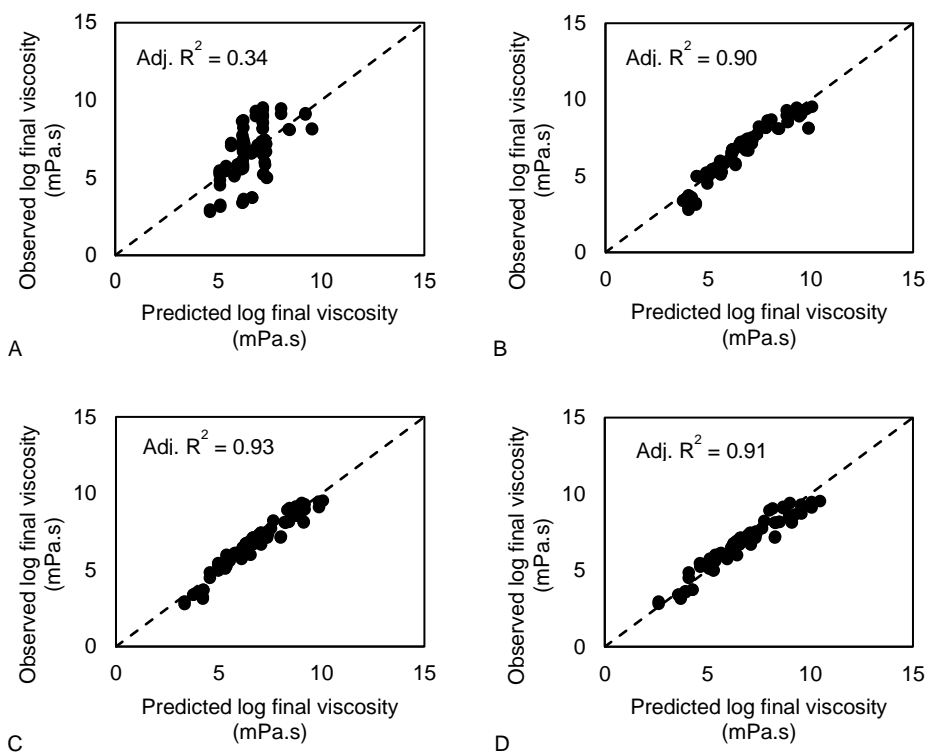 15
10
5
0
Observed log final viscosity
(mPa.s)
Adj. R² = 0.34
0 5 10 15
Predicted log final viscosity
(mPa.s)
A
15
10
5
0
Observed log final viscosity
(mPa.s)
Adj. R² = 0.90
0 5 10 15
Predicted log final viscosity
(mPa.s)
B
15
10
5
0
Observed log final viscosity
(mPa.s)
Adj. R² = 0.93
0 5 10 15
Predicted log final viscosity
(mPa.s)
C
15
10
5
0
Observed log final viscosity
(mPa.s)
Adj. R² = 0.91
0 5 10 15
Predicted log final viscosity
(mPa.s)
D